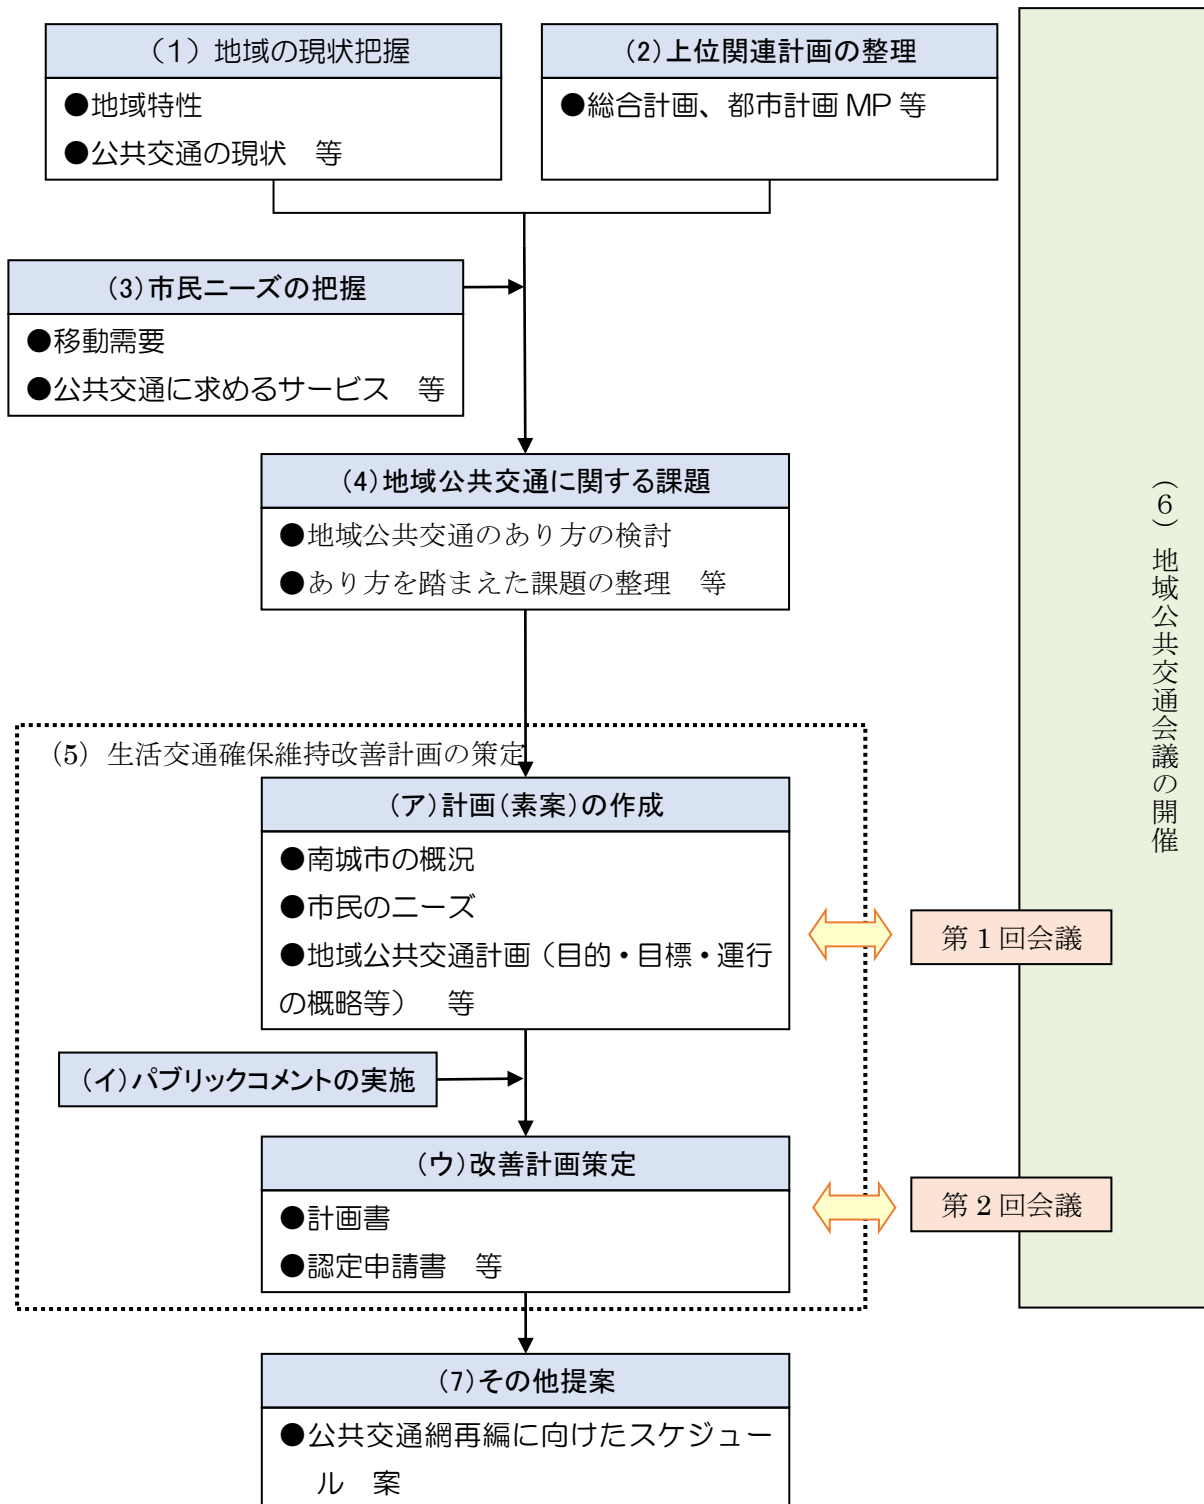 (1) 地域の現状把握
●地域特性
●公共交通の現状　等
(2)上位関連計画の整理
●総合計画、都市計画 MP 等
(3)市民ニーズの把握
●移動需要
●公共交通に求めるサービス　等
(4)地域公共交通に関する課題
●地域公共交通のあり方の検討
●あり方を踏まえた課題の整理　等
(5) 生活交通確保維持改善計画の策定
(ア)計画(素案)の作成
●南城市の概況
●市民のニーズ
●地域公共交通計画（目的・目標・運行
の概略等）　等
(イ)パブリックコメントの実施
(ウ)改善計画策定
●計画書
●認定申請書　等
(6) 地域公共交通会議の開催
第 1 回会議
第 2 回会議
(7)その他提案
●公共交通網再編に向けたスケジュー
ル　案